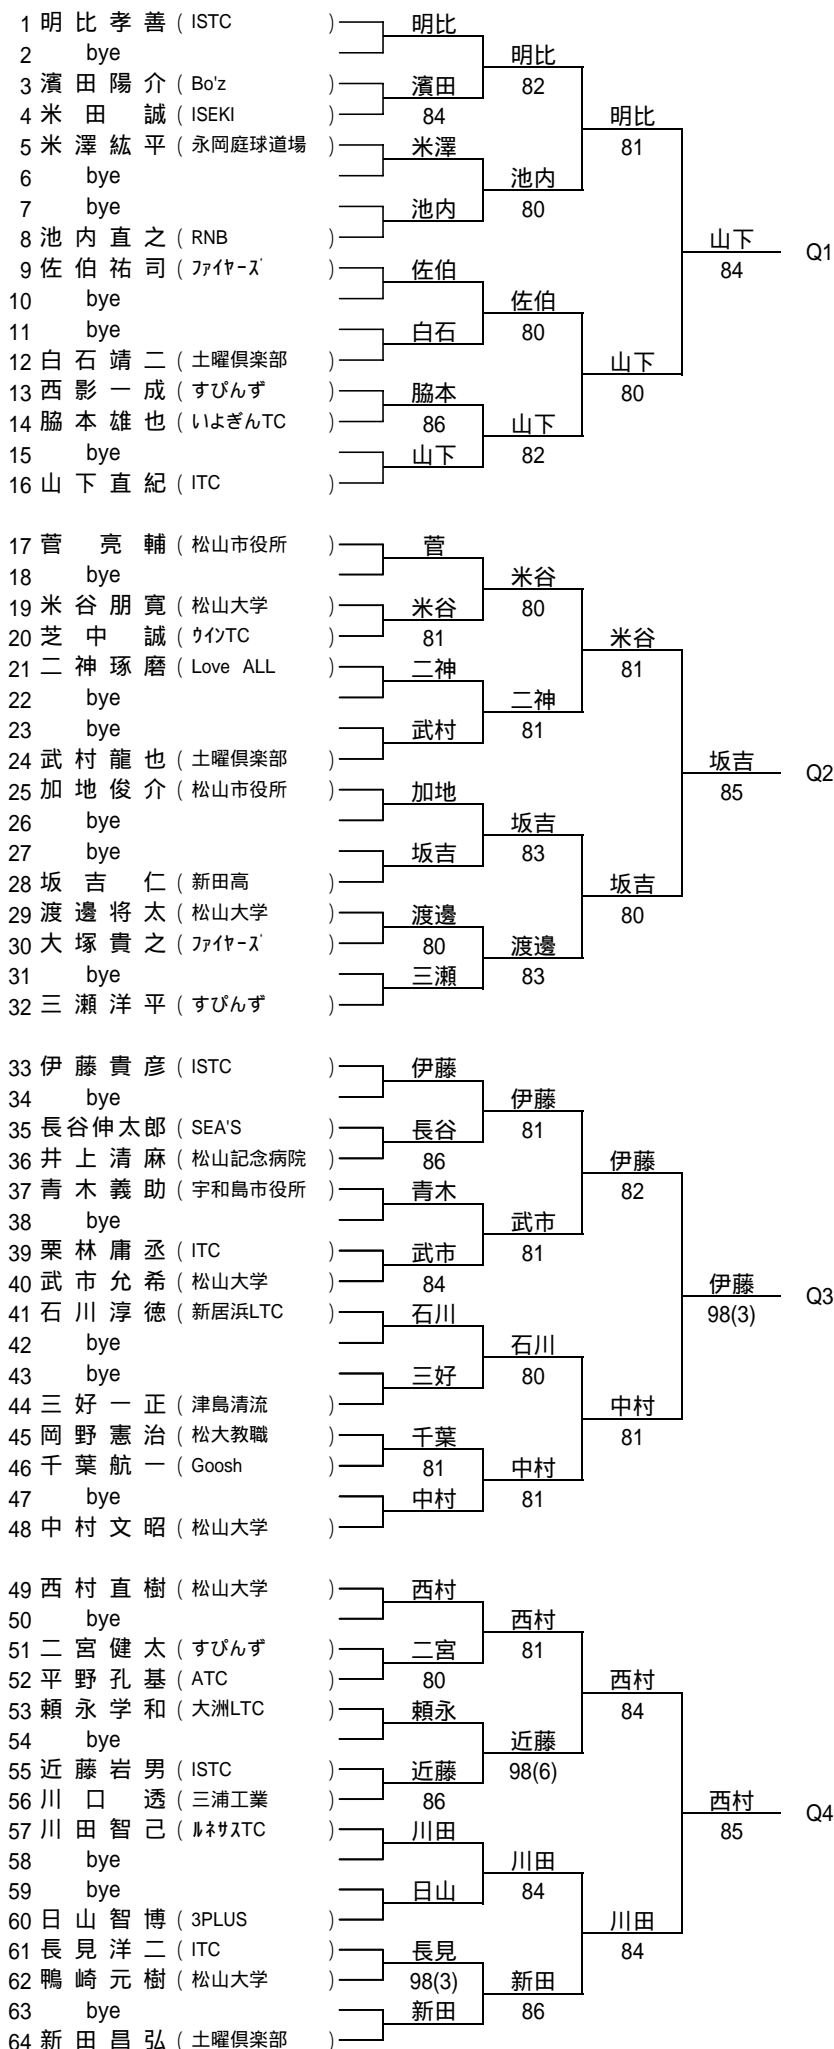 1 明 比 孝 善 ( ISTC ) 明比
2 bye 明比
3 濱 田 陽 介 ( Bo'z ) 濱田 82
4 米 田 誠 ( ISEKI ) 84 明比
5 米 澤 紘 平 ( 永岡庭球道場 ) 米澤 81
6 bye 池内
7 bye 池内 80
8 池 内 直 之 ( RNB ) 山下 Q1
9 佐 伯 祐 司 ( ﾌｧｲﾔｰｽﾞ ) 佐伯 84
10 bye 佐伯
11 bye 白石 80
12 白 石 靖 二 ( 土曜倶楽部 ) 山下
13 西 影 一 成 ( すぴんず ) 脇本 80
14 脇 本 雄 也 ( いよぎんTC ) 86 山下
15 bye 山下 82
16 山 下 直 紀 ( ITC )
17 菅 亮 輔 ( 松山市役所 ) 菅
18 bye 米谷
19 米 谷 朋 寛 ( 松山大学 ) 米谷 80
20 芝 中 誠 ( ｳｲﾝTC ) 81 米谷
21 二 神 琢 磨 ( Love ALL ) 二神 81
22 bye 二神
23 bye 武村 81
24 武 村 龍 也 ( 土曜倶楽部 ) 坂吉 Q2
25 加 地 俊 介 ( 松山市役所 ) 加地 85
26 bye 坂吉
27 bye 坂吉 83
28 坂 吉 仁 ( 新田高 ) 坂吉
29 渡 邊 将 太 ( 松山大学 ) 渡邊 80
30 大 塚 貴 之 ( ﾌｧｲﾔｰｽﾞ ) 80 渡邊
31 bye 三瀬 83
32 三 瀬 洋 平 ( すぴんず )
33 伊 藤 貴 彦 ( ISTC ) 伊藤
34 bye 伊藤
35 長谷伸太郎 ( SEA'S ) 長谷 81
36 井 上 清 麻 ( 松山記念病院 ) 86 伊藤
37 青 木 義 助 ( 宇和島市役所 ) 青木 82
38 bye 武市
39 栗 林 庸 丞 ( ITC ) 武市 81
40 武 市 允 希 ( 松山大学 ) 84 伊藤 Q3
41 石 川 淳 徳 ( 新居浜LTC ) 石川 98(3)
42 bye 石川
43 bye 三好 80
44 三 好 一 正 ( 津島清流 ) 中村
45 岡 野 憲 治 ( 松大教職 ) 千葉 81
46 千 葉 航 一 ( Goosh ) 81 中村
47 bye 中村 81
48 中 村 文 昭 ( 松山大学 )
49 西 村 直 樹 ( 松山大学 ) 西村
50 bye 西村
51 二 宮 健 太 ( すぴんず ) 二宮 81
52 平 野 孔 基 ( ATC ) 80 西村
53 頼 永 学 和 ( 大洲LTC ) 頼永 84
54 bye 近藤
55 近 藤 岩 男 ( ISTC ) 近藤 98(6)
56 川 口 透 ( 三浦工業 ) 86 西村 Q4
57 川 田 智 己 ( ﾙﾈｻｽTC ) 川田 85
58 bye 川田
59 bye 日山 84
60 日 山 智 博 ( 3PLUS ) 川田
61 長 見 洋 二 ( ITC ) 長見 84
62 鴨 崎 元 樹 ( 松山大学 ) 98(3) 新田
63 bye 新田 86
64 新 田 昌 弘 ( 土曜倶楽部 )